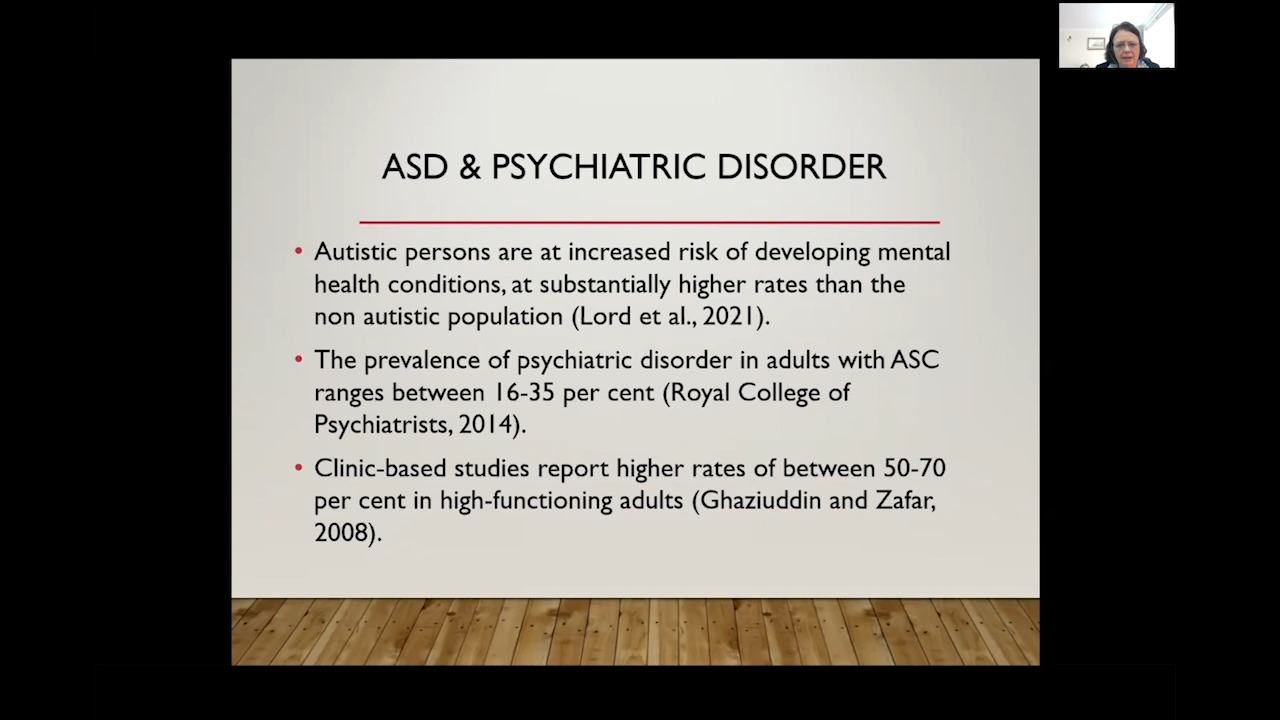 ASD & PSYCHIATRIC DISORDER
• Autistic persons are at increased risk of developing mental
health conditions, at substantially higher rates than the
non autistic population (Lord et al., 2021).
• The prevalence of psychiatric disorder in adults with ASC
ranges between 16-35 per cent (Royal College of
Psychiatrists, 2014).
• Clinic-based studies report higher rates of between 50-70
per cent in high-functioning adults (Ghaziuddin and Zafar,
2008).